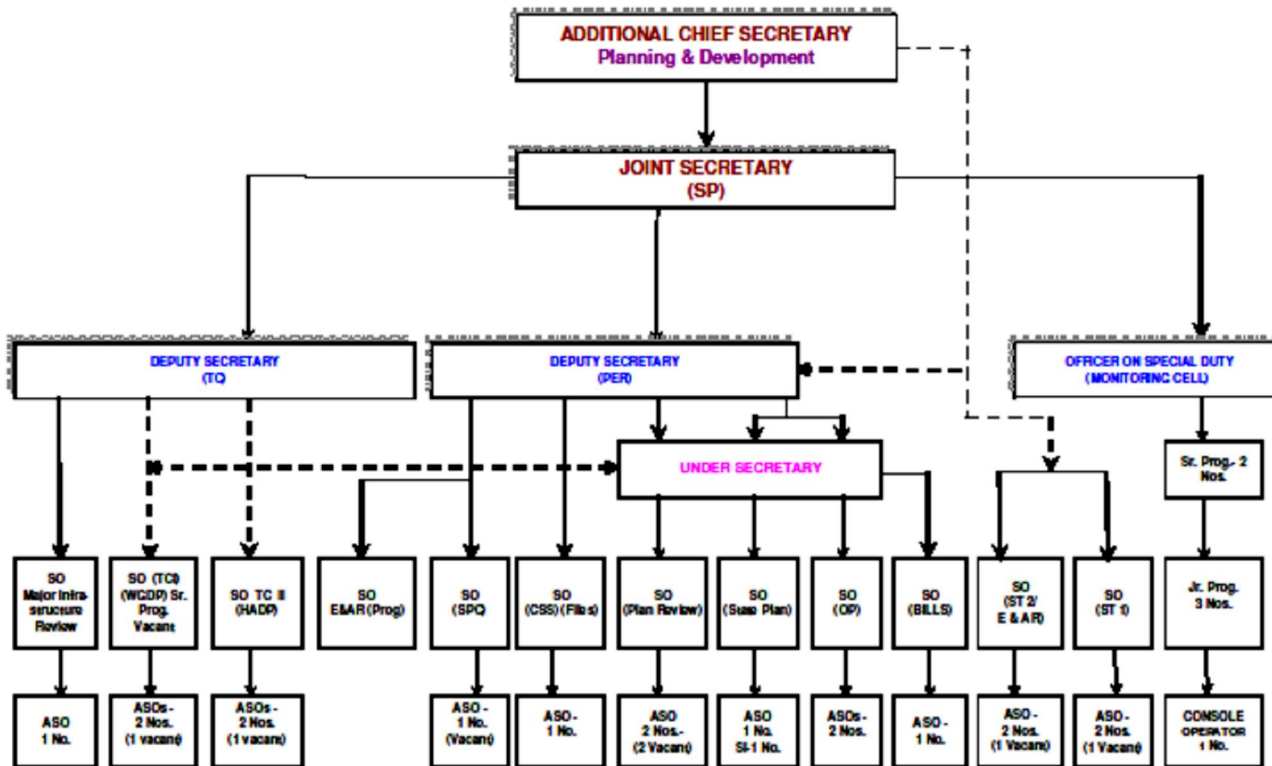 ADDITIONAL CHIEF SECRETARY
Planning & Development
JOINT SECRETARY
(SP)
DEPUTY SECRETARY
(TC)
DEPUTY SECRETARY
(PER)
OFFICER ON SPECIAL DUTY
(MONITORING CELL)
UNDER SECRETARY
Sr. Prog.- 2
Nos.
SO
Major Infra-
structure
Review
SO (TCI)
(WGDP) Sr.
Prog.
Vacant
SO TC II
(HADP)
SO
E&AR (Prog)
SO
(SPC)
SO
(CSS) (Files)
SO
(Plan Review)
SO
(State Plan)
SO
(OP)
SO
(BILLS)
SO
(ST 2/
E & AR)
SO
(ST 1)
Jr. Prog.
3 Nos.
ASO
1 No.
ASOs -
2 Nos.
(1 vacant)
ASOs -
2 Nos.
(1 vacant)
ASO -
1 No.
(Vacant)
ASO -
1 No.
ASO
2 Nos.-
(2 Vacant)
ASO
1 No.
SI-1 No.
ASOs -
2 Nos.
ASO -
1 No.
ASO -
2 Nos.
(1 Vacant)
ASO -
2 Nos.
(1 Vacant)
CONSOLE
OPERATOR
1 No.